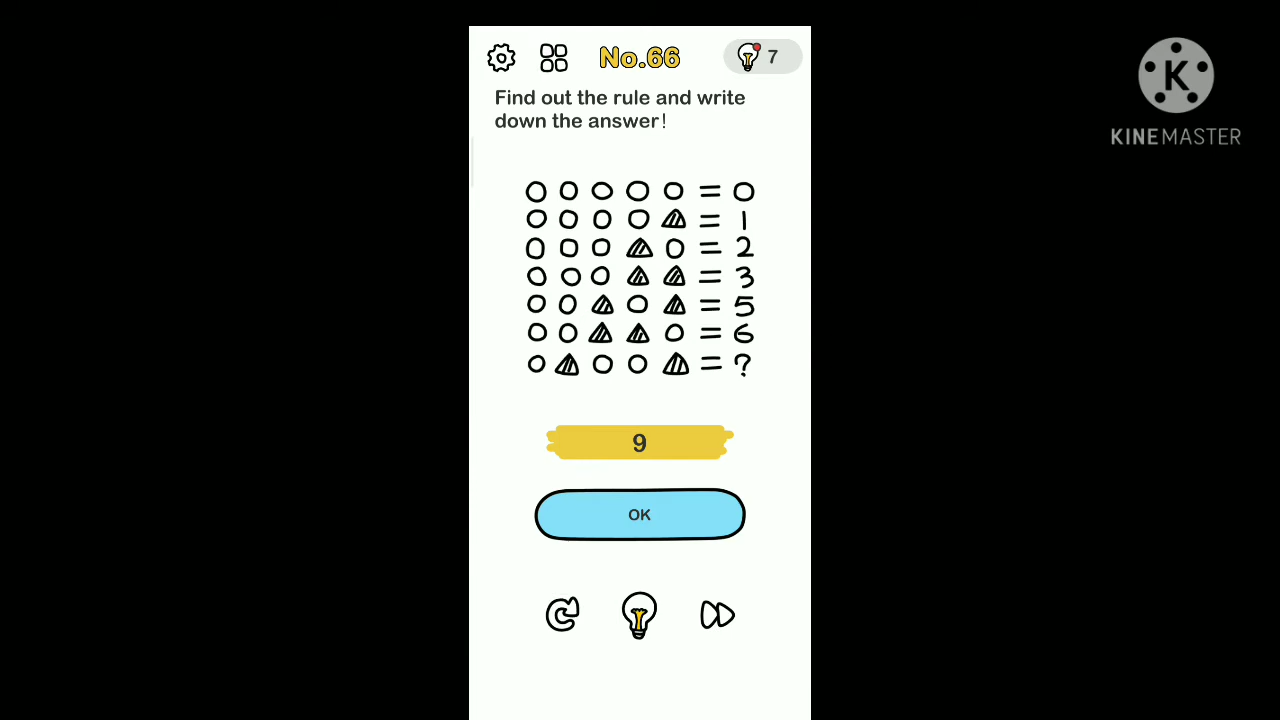 No.66
7
Find out the rule and write
down the answer!
K
KINEMASTER
= 0
= 1
= 2
= 3
= 5
= 6
= ?
9
OK